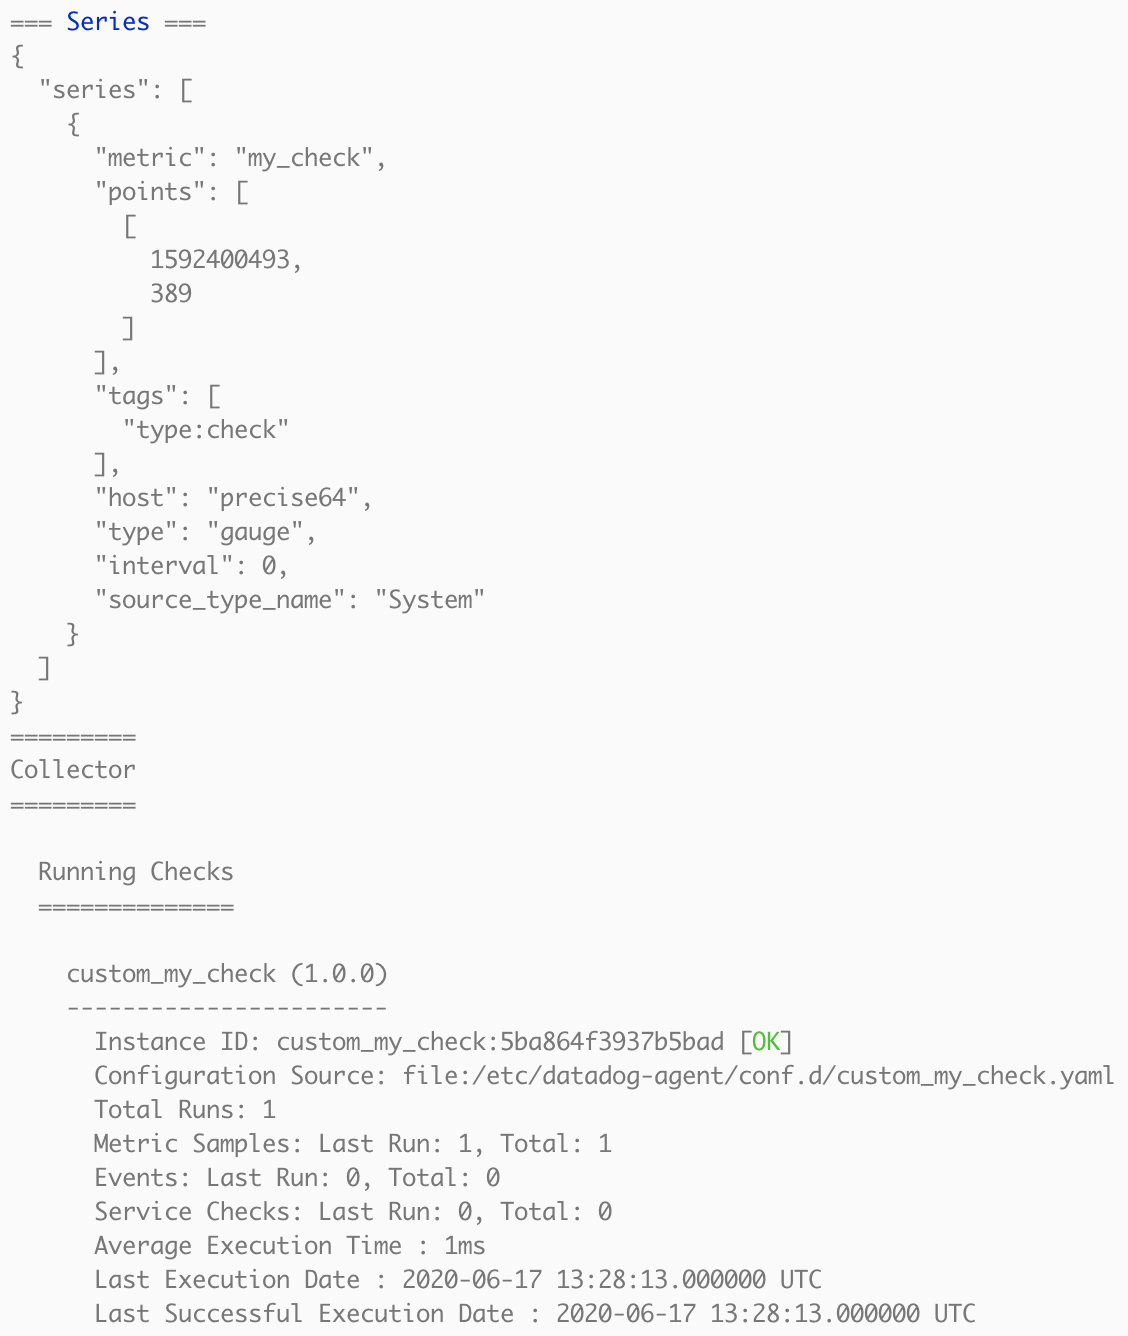 === Series ===
{
  "series": [
    {
      "metric": "my_check",
      "points": [
        [
          1592400493,
          389
        ]
      ],
      "tags": [
        "type:check"
      ],
      "host": "precise64",
      "type": "gauge",
      "interval": 0,
      "source_type_name": "System"
    }
  ]
}
=========
Collector
=========

  Running Checks
  ==============

    custom_my_check (1.0.0)
    -----------------------
      Instance ID: custom_my_check:5ba864f3937b5bad [OK]
      Configuration Source: file:/etc/datadog-agent/conf.d/custom_my_check.yaml
      Total Runs: 1
      Metric Samples: Last Run: 1, Total: 1
      Events: Last Run: 0, Total: 0
      Service Checks: Last Run: 0, Total: 0
      Average Execution Time : 1ms
      Last Execution Date : 2020-06-17 13:28:13.000000 UTC
      Last Successful Execution Date : 2020-06-17 13:28:13.000000 UTC